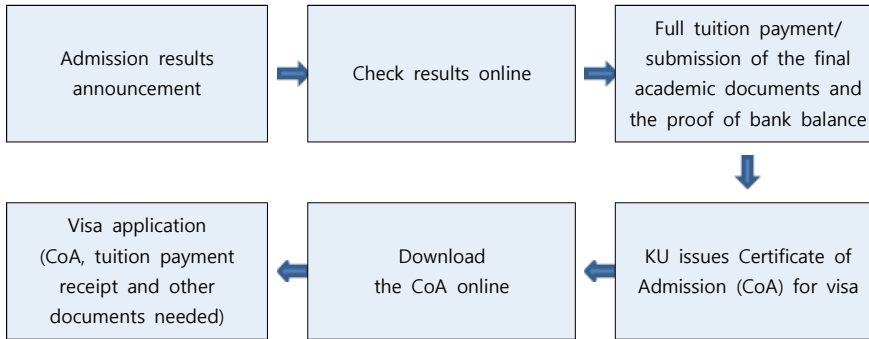 Admission results
announcement
Check results online
Full tuition payment/
submission of the final
academic documents and
the proof of bank balance
KU issues Certificate of
Admission (CoA) for visa
Download
the CoA online
Visa application
(CoA, tuition payment
receipt and other
documents needed)